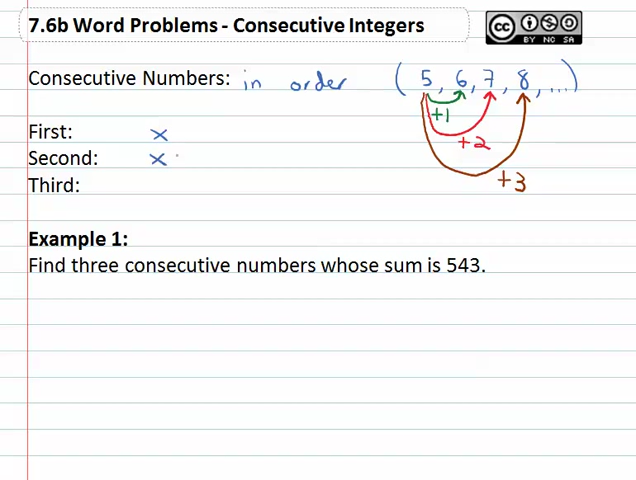 7.6b Word Problems - Consecutive Integers
cc BY NC SA
Consecutive Numbers: in order (5, 6, 7, 8, ...)
+1
First: x
+2
Second: x
Third:
+3
Example 1:
Find three consecutive numbers whose sum is 543.